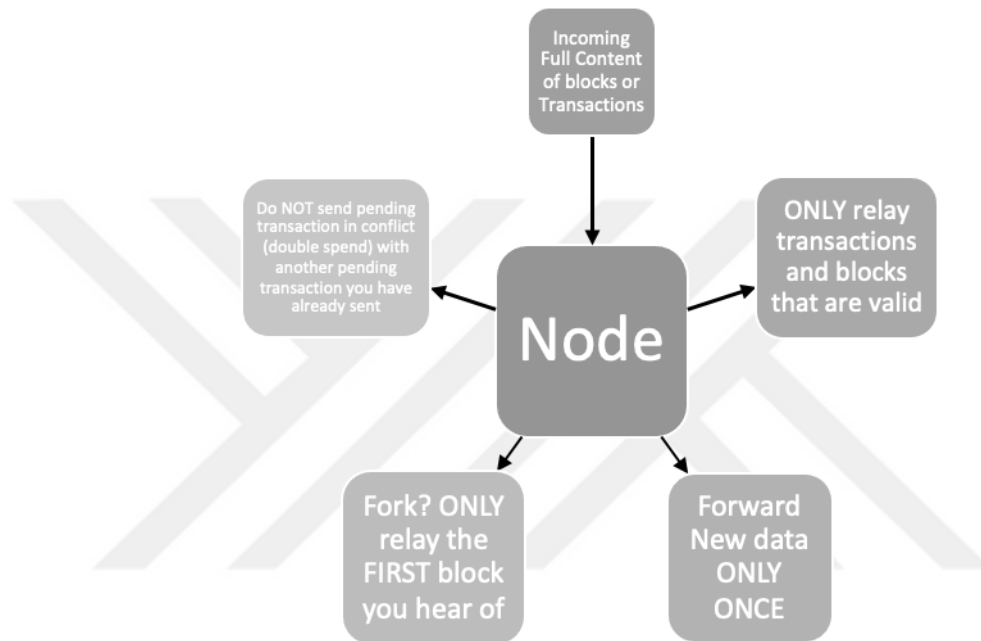 Incoming
Full Content
of blocks or
Transactions
Do NOT send pending
transaction in conflict
(double spend) with
another pending
transaction you have
already sent
ONLY relay
transactions
and blocks
that are valid
Node
Fork? ONLY
relay the
FIRST block
you hear of
Forward
New data
ONLY
ONCE